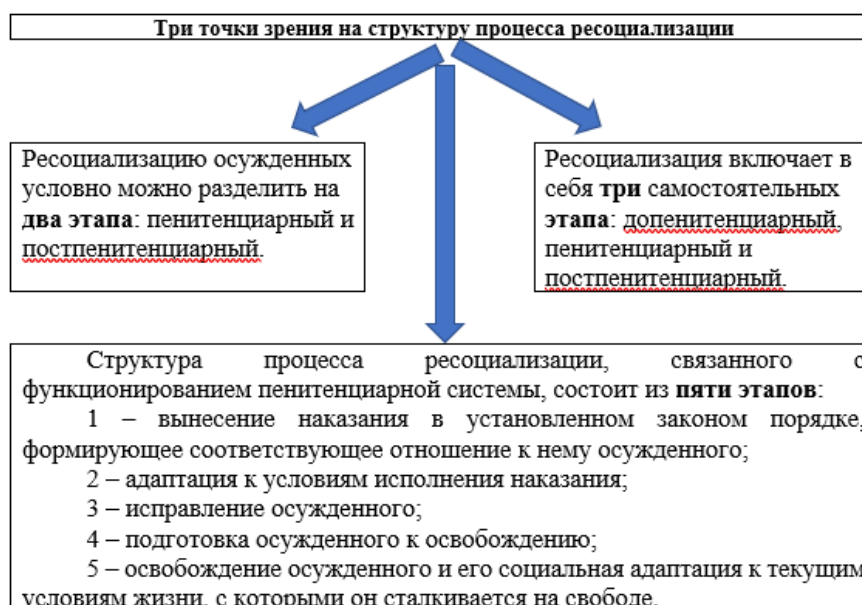 Три точки зрения на структуру процесса ресоциализации
Ресоциализацию осужденных
условно можно разделить на
два этапа: пенитенциарный и
постпенитенциарный.
Ресоциализация включает в
себя три самостоятельных
этапа: допенитенциарный,
пенитенциарный и
постпенитенциарный.
Структура процесса ресоциализации, связанного с
функционированием пенитенциарной системы, состоит из пяти этапов:
1 – вынесение наказания в установленном законом порядке,
формирующее соответствующее отношение к нему осужденного;
2 – адаптация к условиям исполнения наказания;
3 – исправление осужденного;
4 – подготовка осужденного к освобождению;
5 – освобождение осужденного и его социальная адаптация к текущим
условиям жизни, с которыми он сталкивается на свободе.